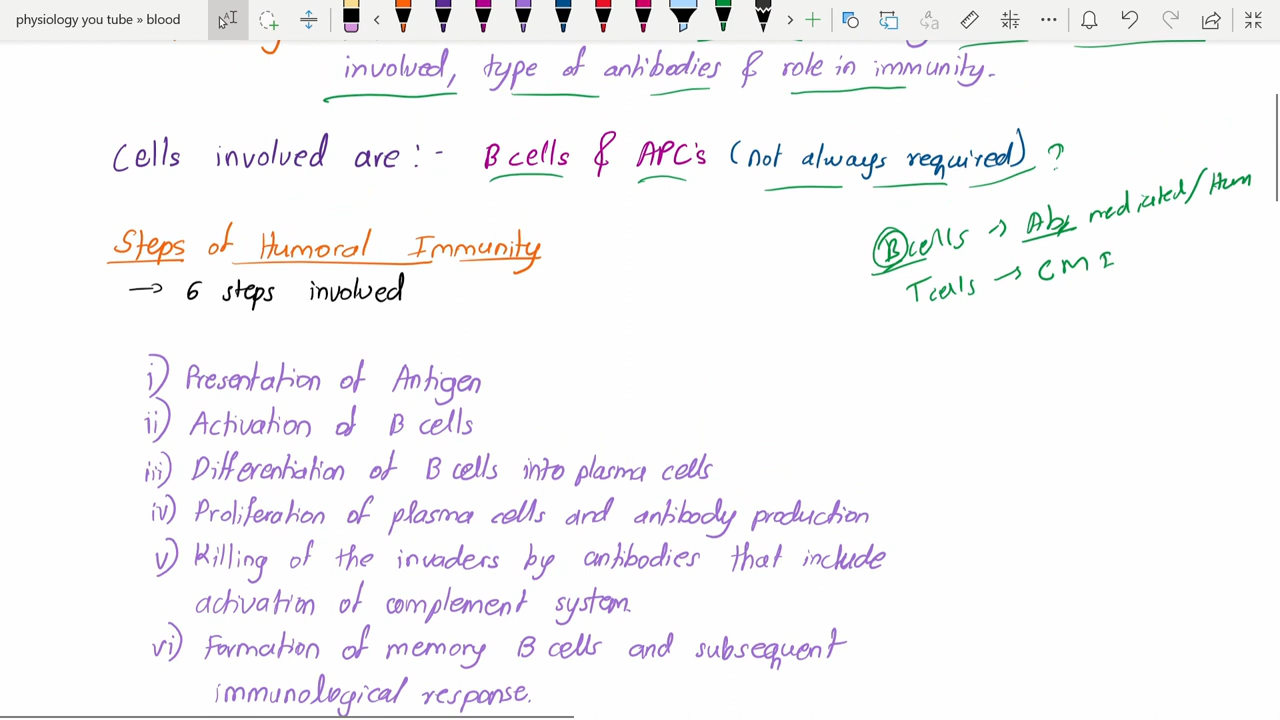 physiology you tube » blood
involved, type of antibodies & role in immunity.
Cells involved are :- B cells & APC's (not always required) ?
B cells → Abs mediated/Hum
T cells → CMI
Steps of Humoral Immunity
→ 6 steps involved
i) Presentation of Antigen
ii) Activation of B cells
iii) Differentiation of B cells into plasma cells
iv) Proliferation of plasma cells and antibody production
v) Killing of the invaders by antibodies that include
activation of complement system.
vi) Formation of memory B cells and subsequent
immunological response.